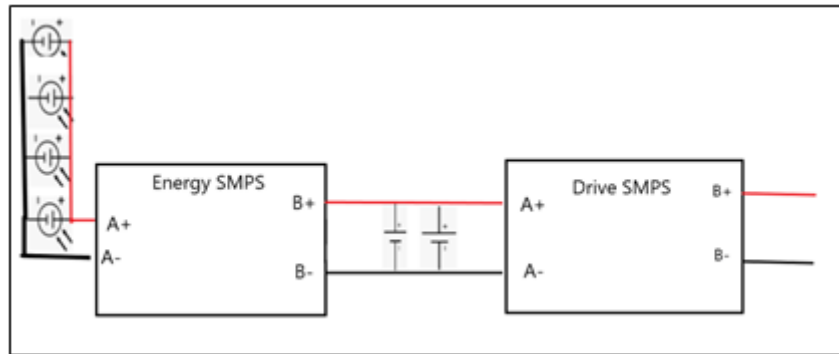 Energy SMPS
A+
A-
B+
B-
Drive SMPS
A+
A-
B+
B-